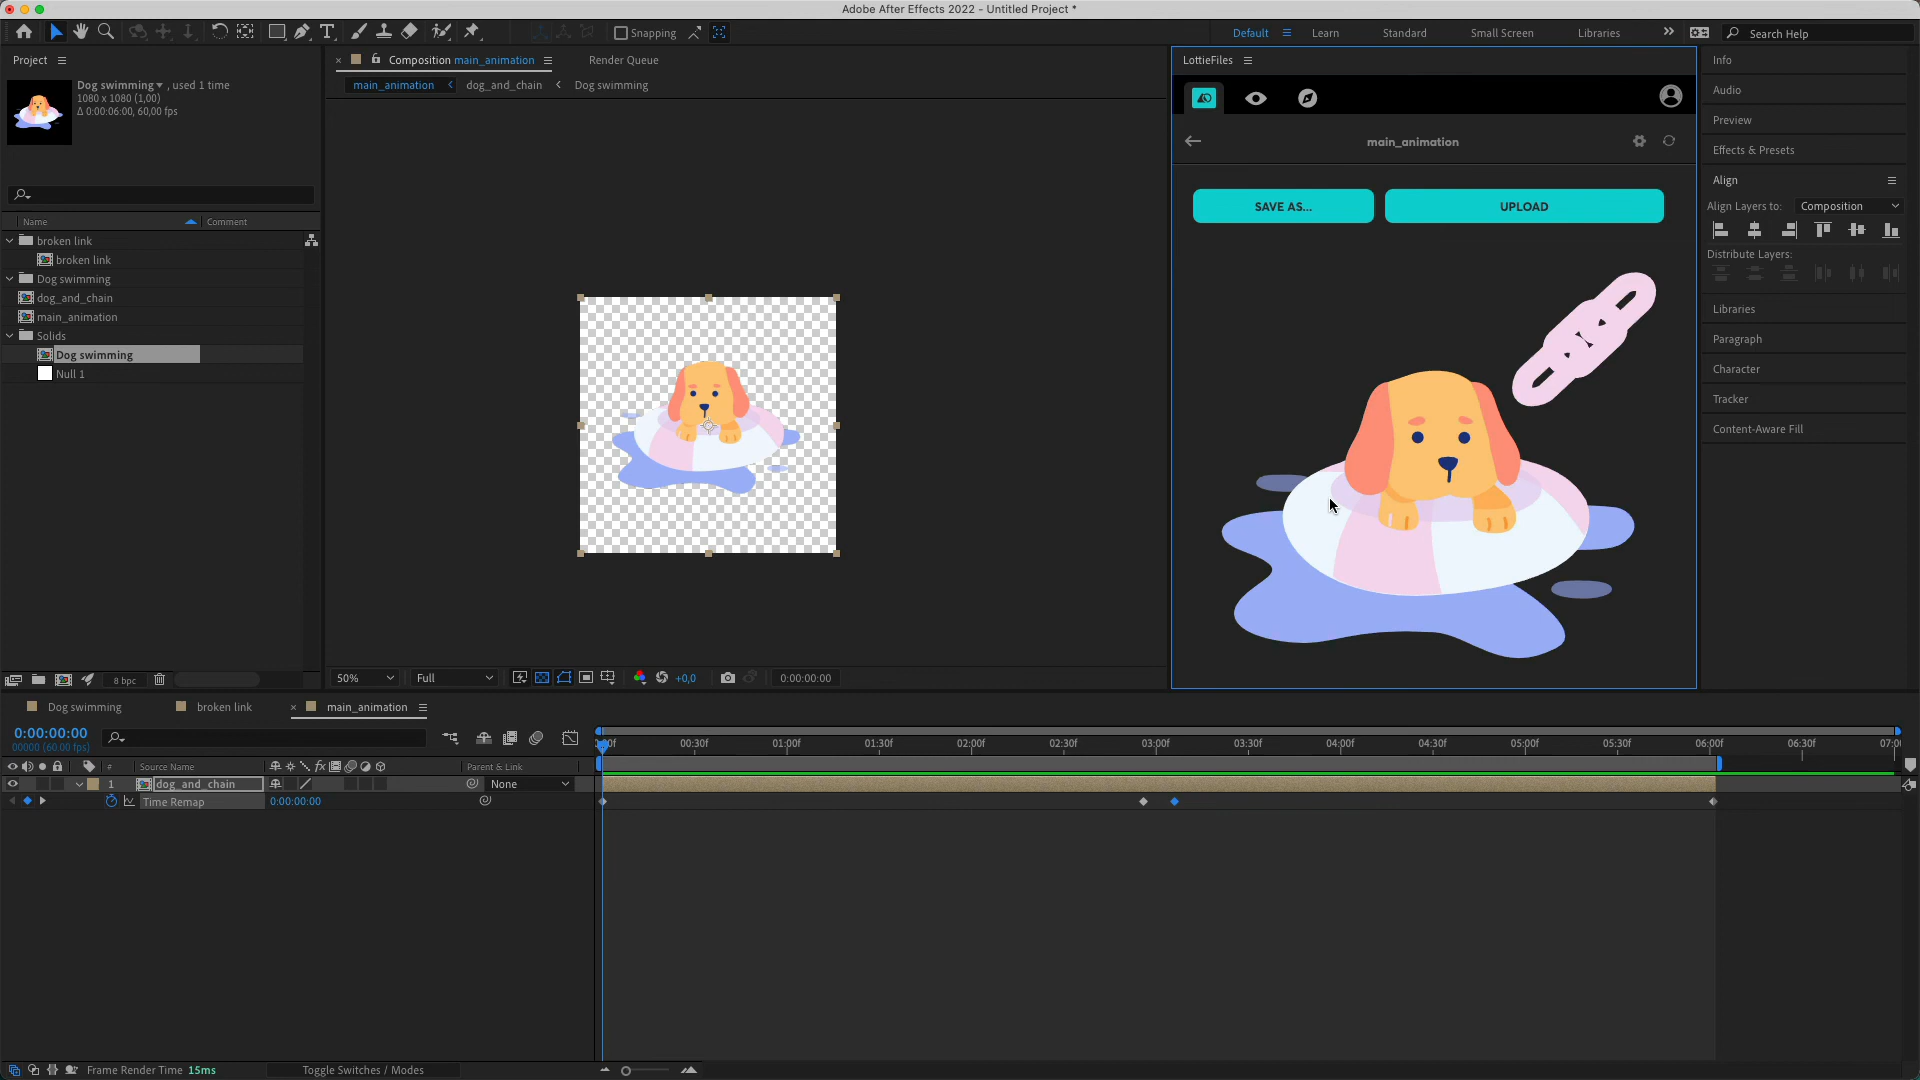 Adobe After Effects 2022 - Untitled Project *
Snapping
Default
Learn
Standard
Small Screen
Libraries
Search Help
Project
Dog swimming , used 1 time
1080 x 1080 (1,00)
Δ 0:00:06:00, 60,00 fps
Name
Comment
broken link
broken link
Dog swimming
dog_and_chain
main_animation
Solids
Dog swimming
Null 1
8 bpc
Composition main_animation
Render Queue
main_animation
dog_and_chain
Dog swimming
50%
Full
+0,0
0:00:00:00
LottieFiles
main_animation
SAVE AS...
UPLOAD
Info
Audio
Preview
Effects & Presets
Align
Align Layers to:
Composition
Distribute Layers:
Libraries
Paragraph
Character
Tracker
Content-Aware Fill
Dog swimming
broken link
main_animation
0:00:00:00
00000 (60.00 fps)
00:30f
01:00f
01:30f
02:00f
02:30f
03:00f
03:30f
04:00f
04:30f
05:00f
05:30f
06:00f
06:30f
#
Source Name
Parent & Link
1
dog_and_chain
None
Time Remap
0:00:00:00
Frame Render Time 15ms
Toggle Switches / Modes